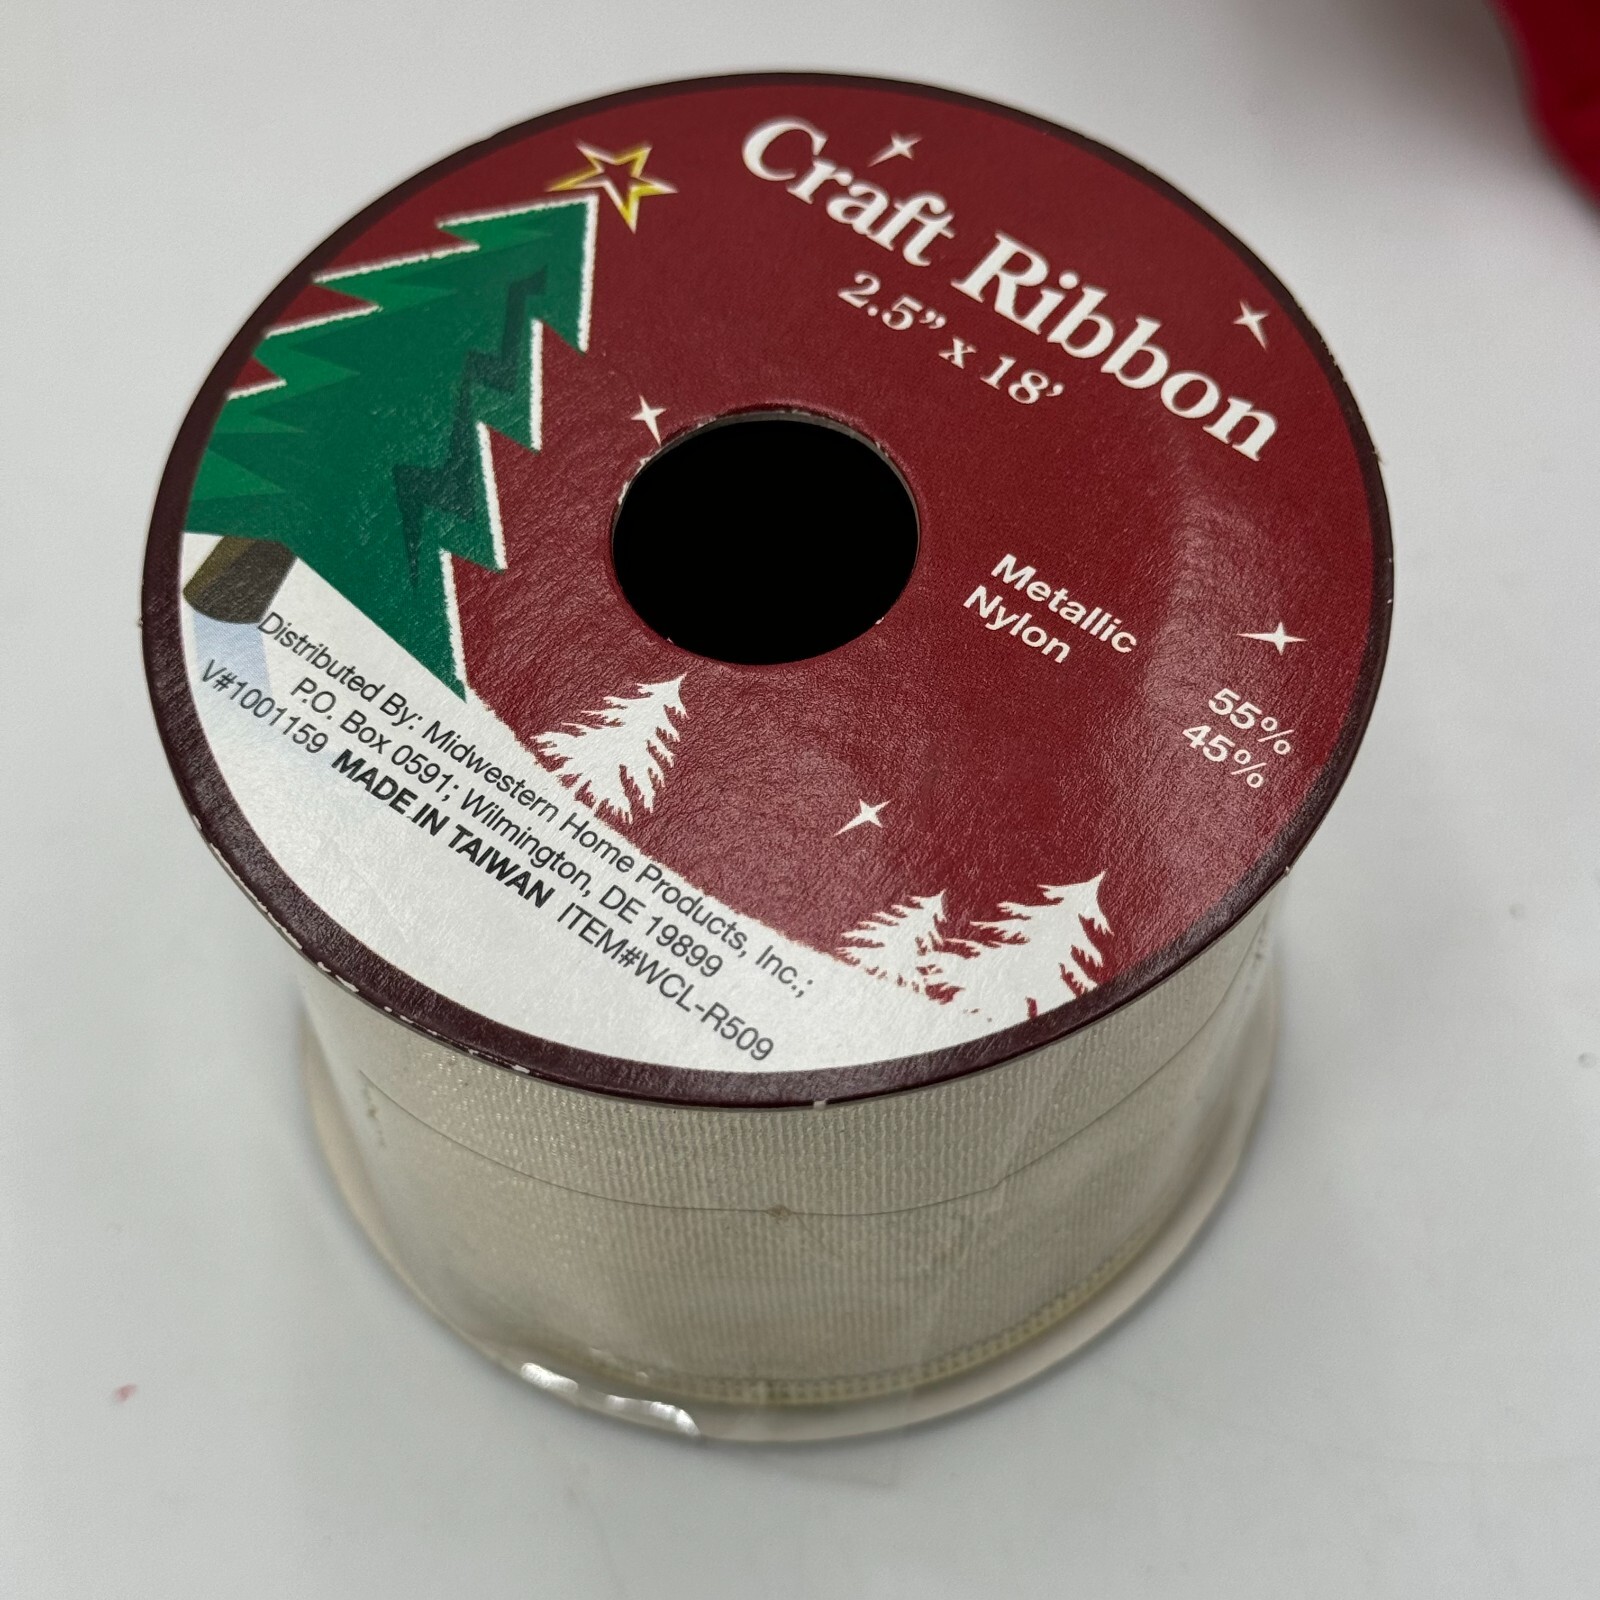 Craft Ribbon
2.5” x 18’
Metallic 55%
Nylon 45%
Distributed By: Midwestern Home Products, Inc.;
P.O. Box 0591; Wilmington, DE 19899
V#1001159 MADE IN TAIWAN ITEM#WCL-R509